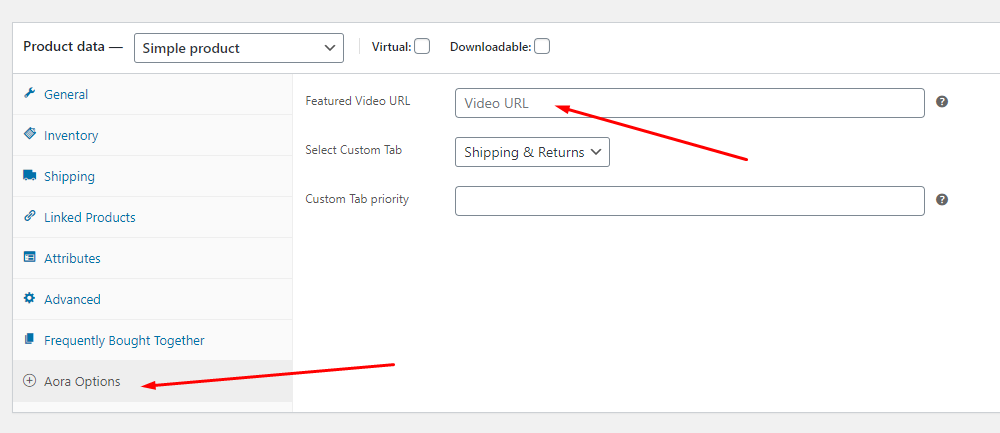 Product data — Simple product Virtual: Downloadable:
General
Inventory
Shipping
Linked Products
Attributes
Advanced
Frequently Bought Together
Aora Options
Featured Video URL Video URL ?
Select Custom Tab Shipping & Returns
Custom Tab priority ?